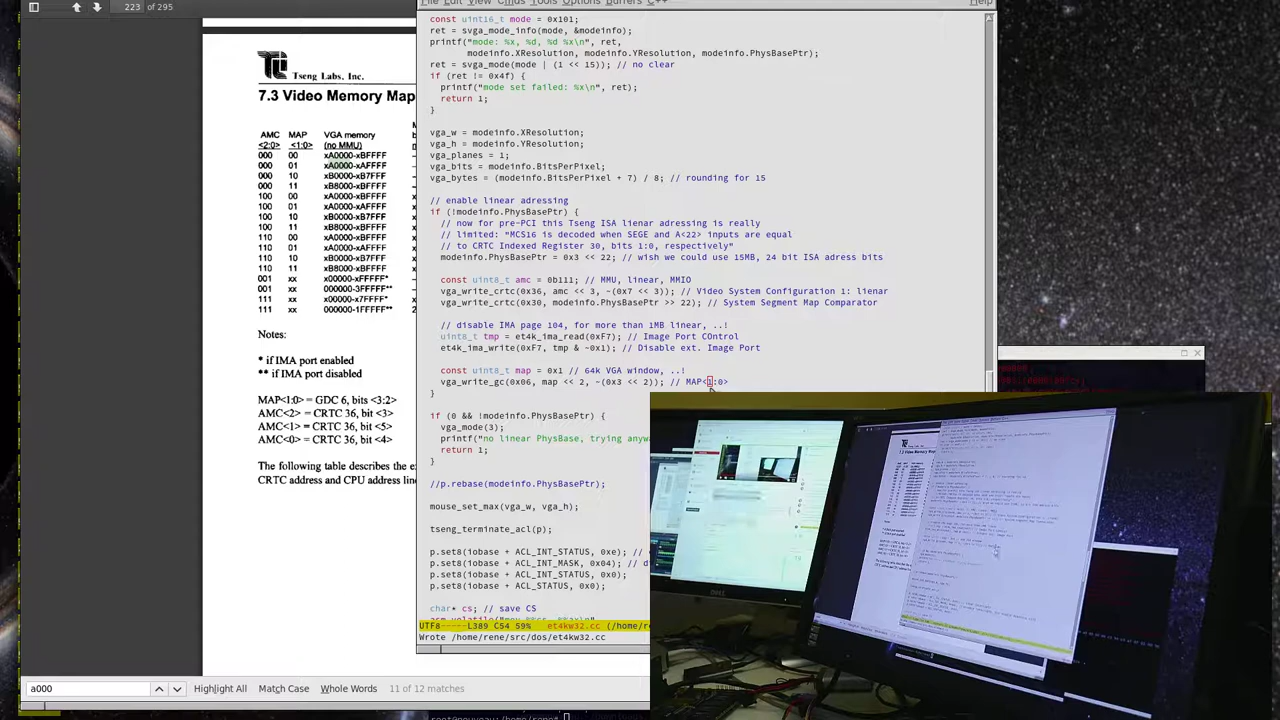 223 of 295
File Edit Options Buffers Tools C++ Help
Tseng Labs, Inc.
7.3 Video Memory Map
AMC MAP VGA memory
<2:0> <1:0> (no MMU)
000 00 xA0000-xBFFFF
000 01 xA0000-xAFFFF
000 10 xB0000-xB7FFF
000 11 xB8000-xBFFFF
100 00 xA0000-xBFFFF
100 01 xA0000-xAFFFF
100 10 xB0000-xB7FFF
100 11 xB8000-xBFFFF
110 00 xA0000-xBFFFF
110 01 xA0000-xAFFFF
110 10 xB0000-xB7FFF
110 11 xB8000-xBFFFF
001 xx x00000-xFFFFF*
001 xx 000000-3FFFFF**
111 xx x00000-x7FFFF*
111 xx 000000-1FFFFF**
Notes:
* if IMA port enabled
** if IMA port disabled
MAP<1:0> = GDC 6, bits <3:2>
AMC<2> = CRTC 36, bit <3>
AMC<1> = CRTC 36, bit <5>
AMC<0> = CRTC 36, bit <4>
The following table describes the
CRTC address and CPU address
const uint16_t mode = 0x101;
ret = svga_mode_info(mode, &modeinfo);
printf("mode: %x, %d, %d %x\n", ret,
modeinfo.XResolution, modeinfo.YResolution, modeinfo.PhysBasePtr);
ret = svga_mode(mode | (1 << 15)); // no clear
if (ret != 0x4f) {
printf("mode set failed: %x\n", ret);
return 1;
}
vga_w = modeinfo.XResolution;
vga_h = modeinfo.YResolution;
vga_planes = 1;
vga_bits = modeinfo.BitsPerPixel;
vga_bytes = (modeinfo.BitsPerPixel + 7) / 8; // rounding for 15
// enable linear adressing
if (!modeinfo.PhysBasePtr) {
// now for pre-PCI this Tseng ISA lienar adressing is really
// limited: "MCS16 is decoded when SEGE and A<22> inputs are equal
// to CRTC Indexed Register 30, bits 1:0, respectively"
modeinfo.PhysBasePtr = 0x3 << 22; // wish we could use 15MB, 24 bit ISA adress bits
const uint8_t amc = 0b111; // MMU, linear, MMIO
vga_write_crtc(0x36, amc << 3, ~(0x7 << 3)); // Video System Configuration 1: lienar
vga_write_crtc(0x30, modeinfo.PhysBasePtr >> 22); // System Segment Map Comparator
// disable IMA page 104, for more than 1MB linear, ..!
uint8_t tmp = et4k_ima_read(0xF7); // Image Port COntrol
et4k_ima_write(0xF7, tmp & ~0x1); // Disable ext. Image Port
const uint8_t map = 0x1 // 64k VGA window, ..!
vga_write_gc(0x06, map << 2, ~(0x3 << 2)); // MAP<1:0>
}
if (0 && !modeinfo.PhysBasePtr) {
vga_mode(3);
printf("no linear PhysBase, trying
return 1;
}
//p.rebase(modeinfo.PhysBasePtr);
mouse_set_max(vga_w, vga_h);
tseng_terminate_acl(p);
p.set8(iobase + ACL_INT_STATUS, 0xe); //
p.set8(iobase + ACL_INT_MASK, 0x04); // d
p.set8(iobase + ACL_INT_STATUS, 0x0);
p.set8(iobase + ACL_STATUS, 0x0);
char* cs; // save CS
UTF8-----L389 C54 59% et4kw32.cc
Wrote /home/rene/src/dos/et4kw32.cc
a000 Highlight All Match Case Whole Words 11 of 12 matches